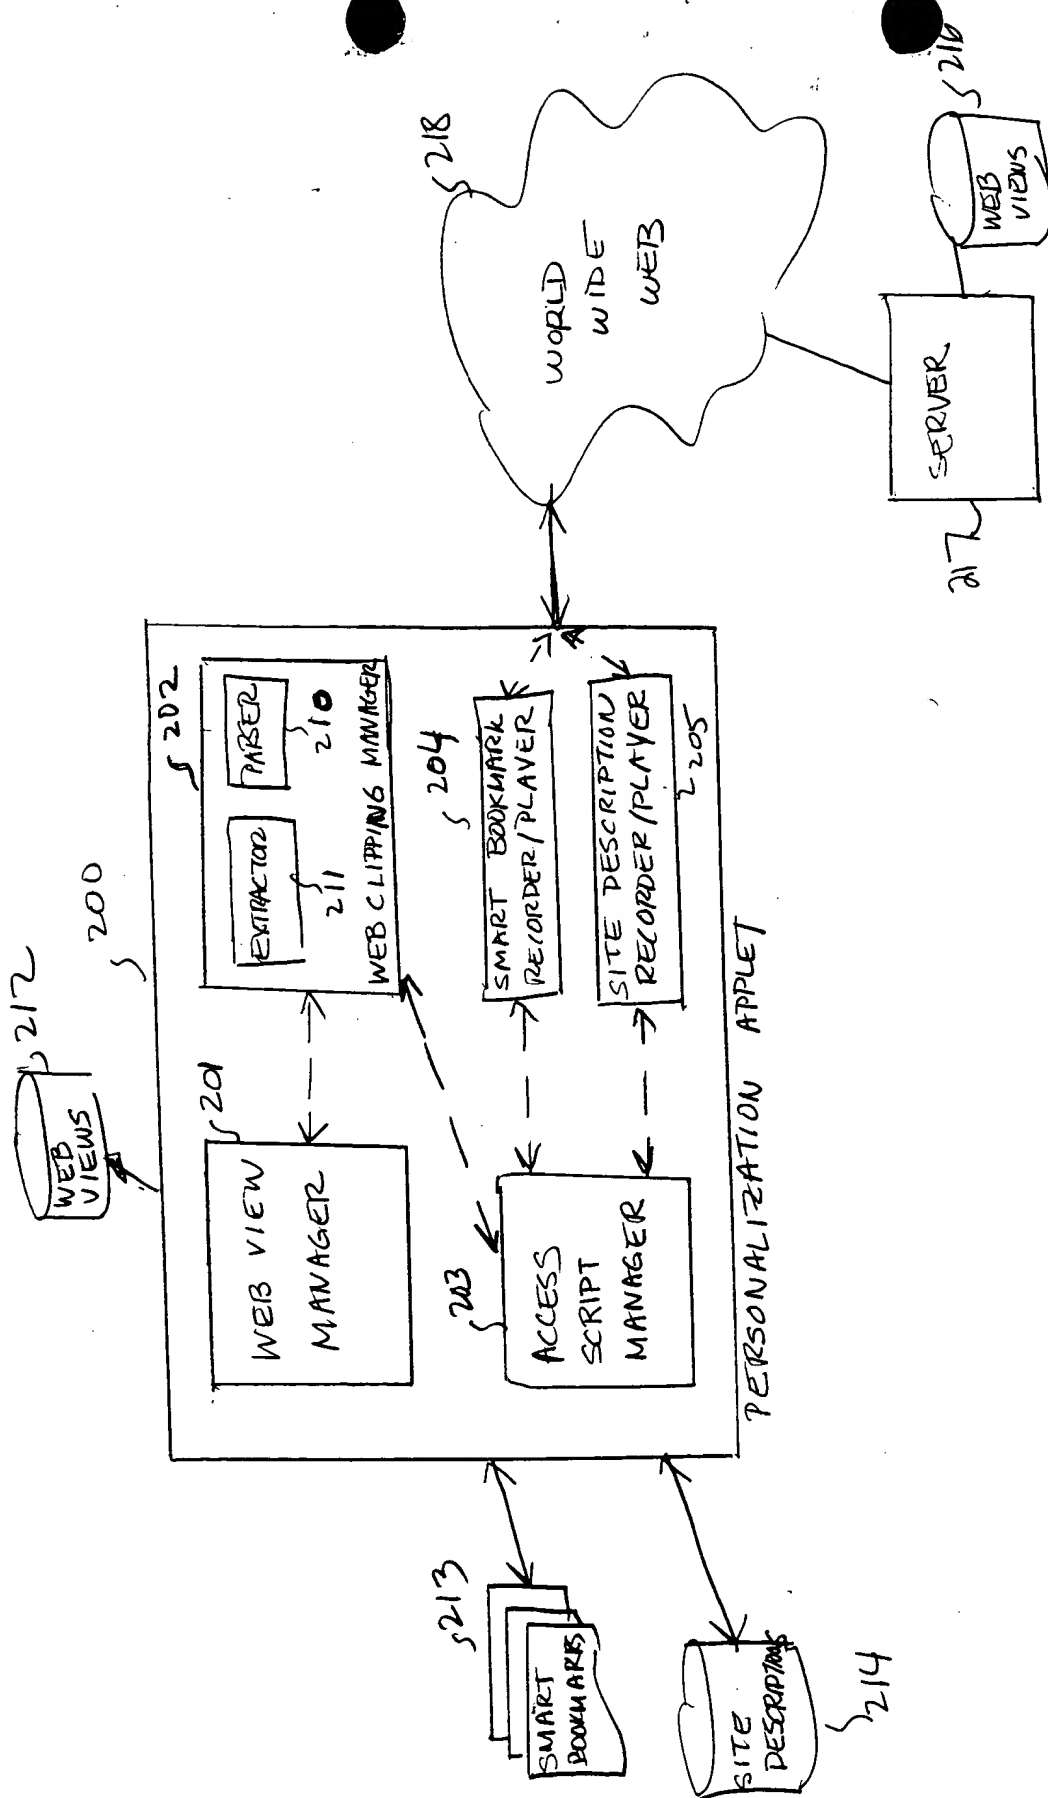 212
WEB
VIEWS
200
201
202
WEB VIEW
MANAGER
EXTRACTOR
PARSER
211
210
WEB CLIPPING MANAGER
213
SMART
BOOKMARKS
203
ACCESS
SCRIPT
MANAGER
204
SMART BOOKMARK
RECORDER/PLAYER
SITE DESCRIPTION
RECORDER/PLAYER
205
218
WORLD
WIDE
WEB
SITE
DESCRIPTIONS
214
PERSONALIZATION APPLET
217
SERVER
216
WEB
VIEWS